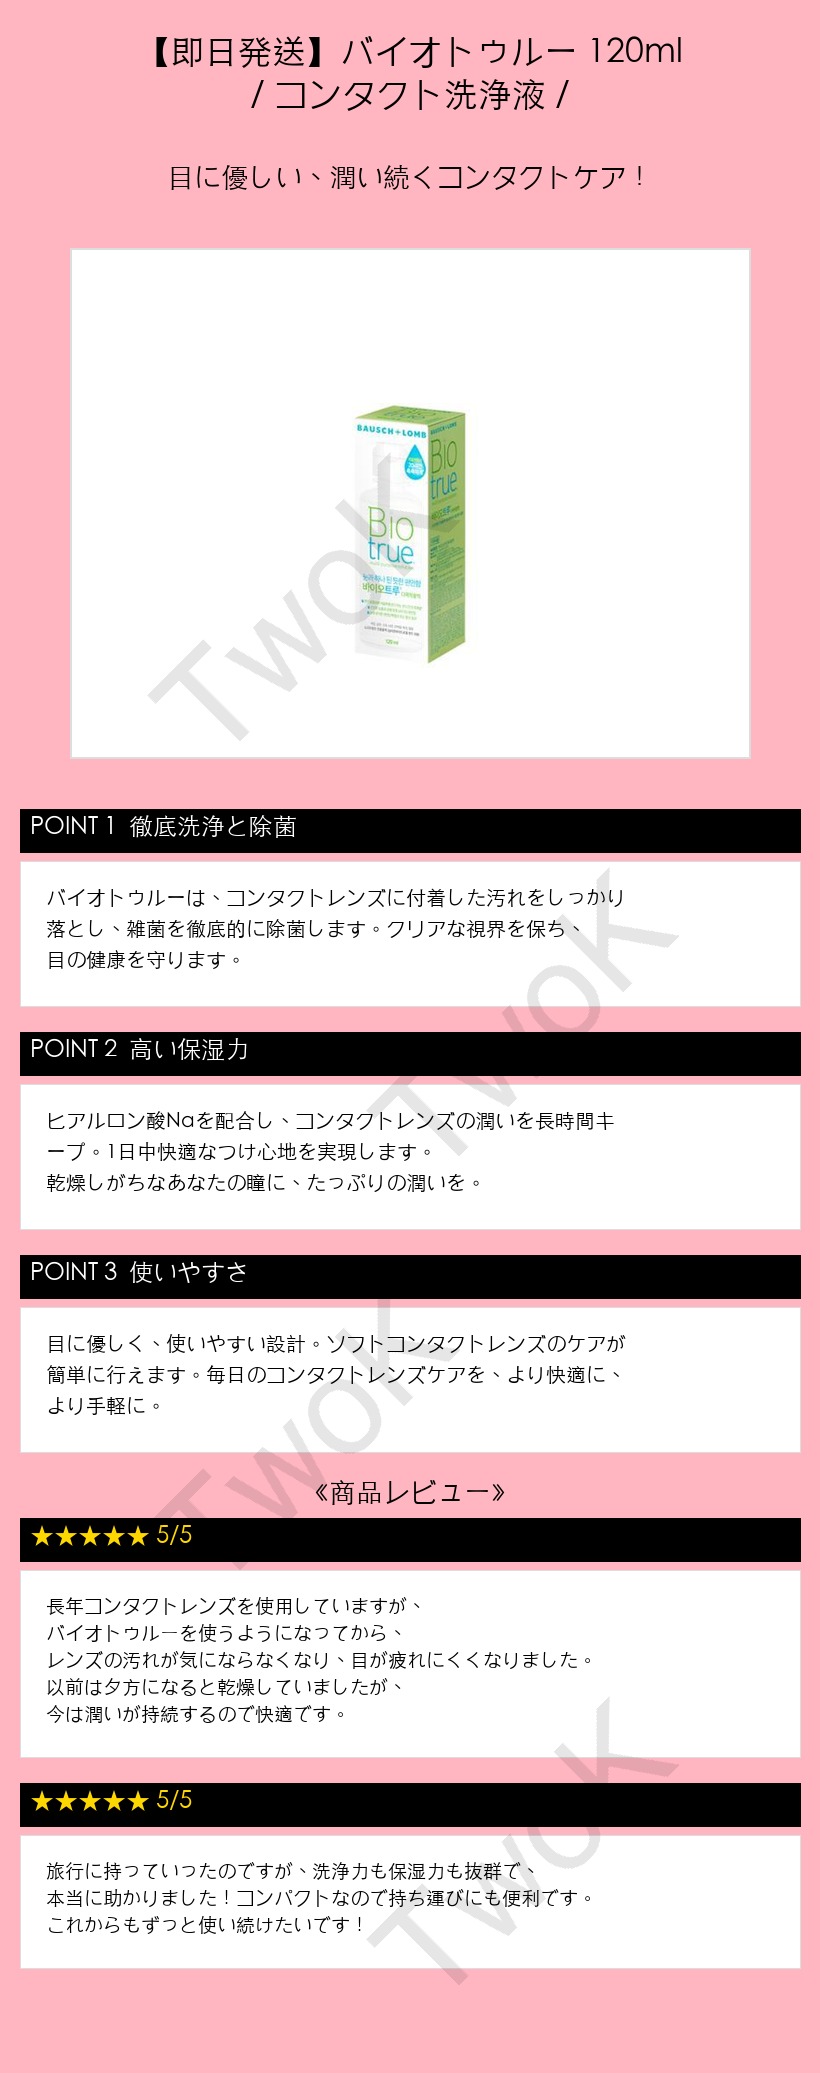 【即日発送】バイオトゥルー 120ml
/ コンタクト洗浄液 /
目に優しい、潤い続くコンタクトケア！
BAUSCH+LOMB
BAUSCH+LOMB
Bio
true
Bio
true
바이오트루
120 ml
TwoK
POINT 1 徹底洗浄と除菌
バイオトゥルーは、コンタクトレンズに付着した汚れをしっかり
落とし、雑菌を徹底的に除菌します。クリアな視界を保ち、
目の健康を守ります。
TwoK
POINT 2 高い保湿力
ヒアルロン酸Naを配合し、コンタクトレンズの潤いを長時間キ
ープ。1日中快適なつけ心地を実現します。
乾燥しがちなあなたの瞳に、たっぷりの潤いを。
POINT 3 使いやすさ
目に優しく、使いやすい設計。ソフトコンタクトレンズのケアが
簡単に行えます。毎日のコンタクトレンズケアを、より快適に、
より手軽に。
TwoK
《商品レビュー》
★★★★★ 5/5
長年コンタクトレンズを使用していますが、
バイオトゥルーを使うようになってから、
レンズの汚れが気にならなくなり、目が疲れにくくなりました。
以前は夕方になると乾燥していましたが、
今は潤いが持続するので快適です。
★★★★★ 5/5
旅行に持っていったのですが、洗浄力も保湿力も抜群で、
本当に助かりました！コンパクトなので持ち運びにも便利です。
これからもずっと使い続けたいです！
TwoK